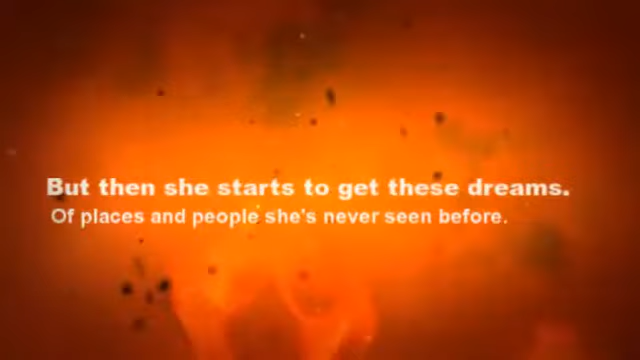 But then she starts to get these dreams.
Of places and people she's never seen before.